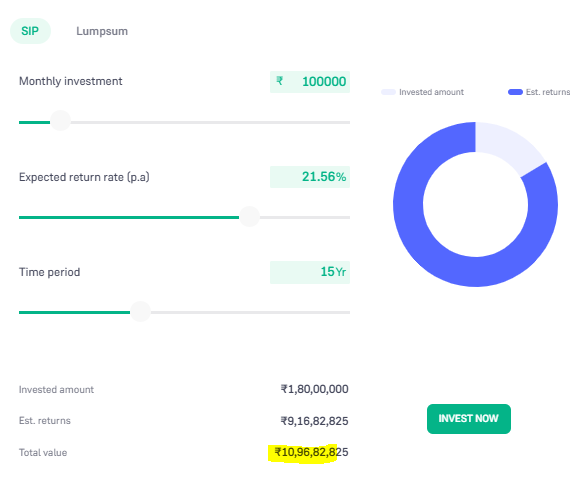 SIP Lumpsum
Monthly investment ₹ 100000
Invested amount Est. returns
Expected return rate (p.a) 21.56%
Time period 15Yr
Invested amount ₹1,80,00,000
Est. returns ₹9,16,82,825
INVEST NOW
Total value ₹10,96,82,825